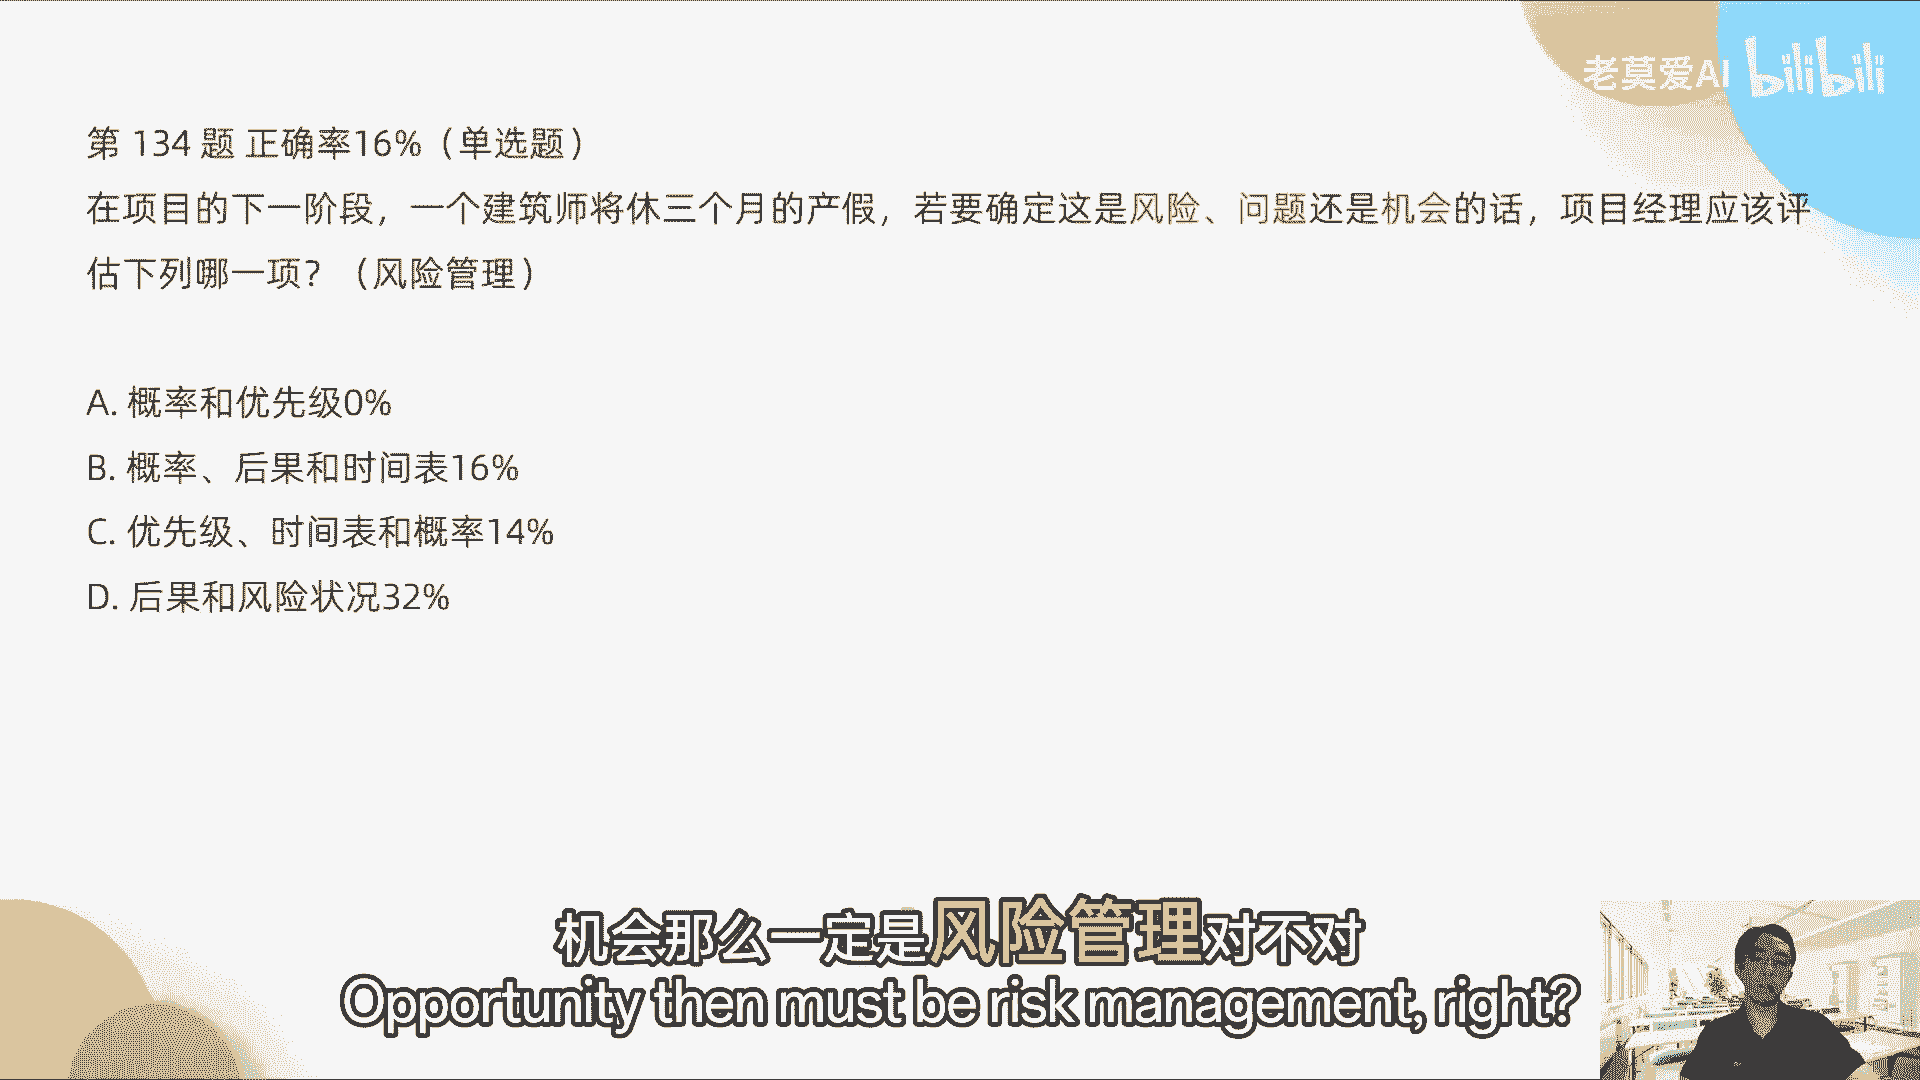 老莫爱AI bilibili
第 134 题 正确率16%（单选题）
在项目的下一阶段，一个建筑师将休三个月的产假，若要确定这是风险、问题还是机会的话，项目经理应该评
估下列哪一项？（风险管理）
A. 概率和优先级0%
B. 概率、后果和时间表16%
C. 优先级、时间表和概率14%
D. 后果和风险状况32%
机会那么一定是风险管理对不对
Opportunity then must be risk management, right?